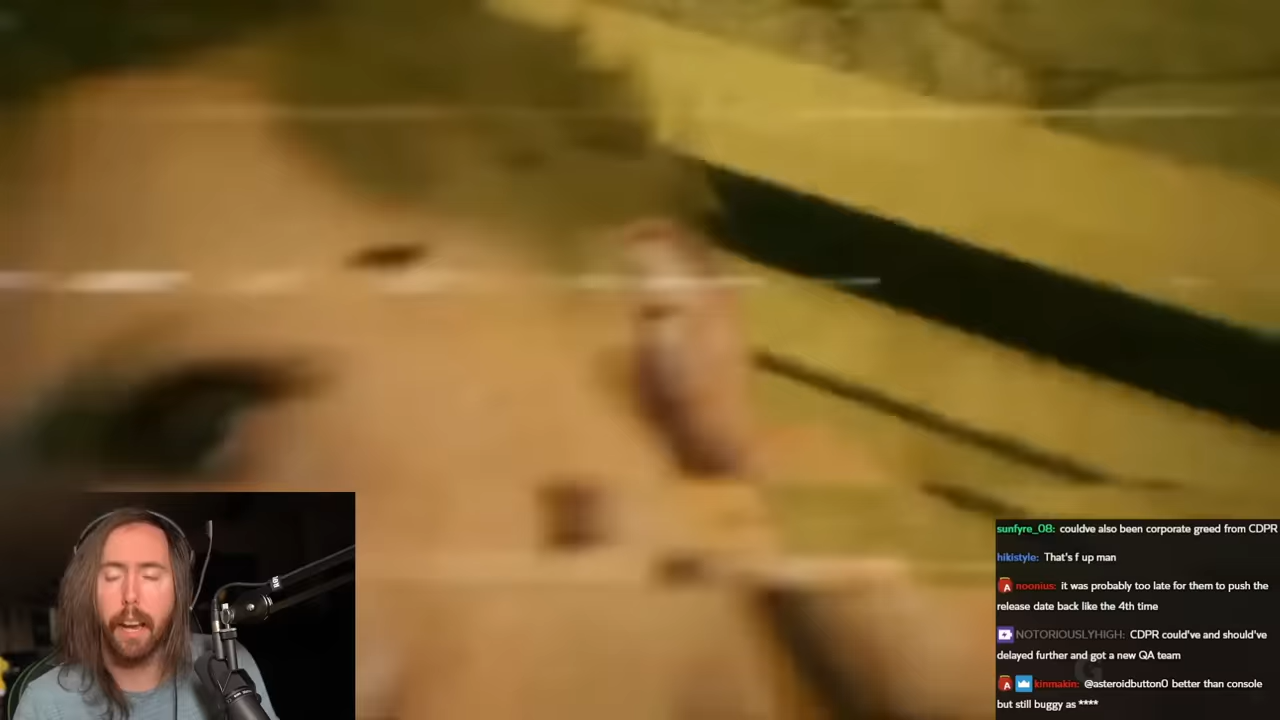 sunfyre_08: couldve also been corporate greed from CDPR
hikistyle: That's f up man
noonius: it was probably too late for them to push the
release date back like the 4th time
NOTORIOUSLYHIGH: CDPR could've and should've
delayed further and got a new QA team
kinmakin: @asteroidbutton0 better than console
but still buggy as ****